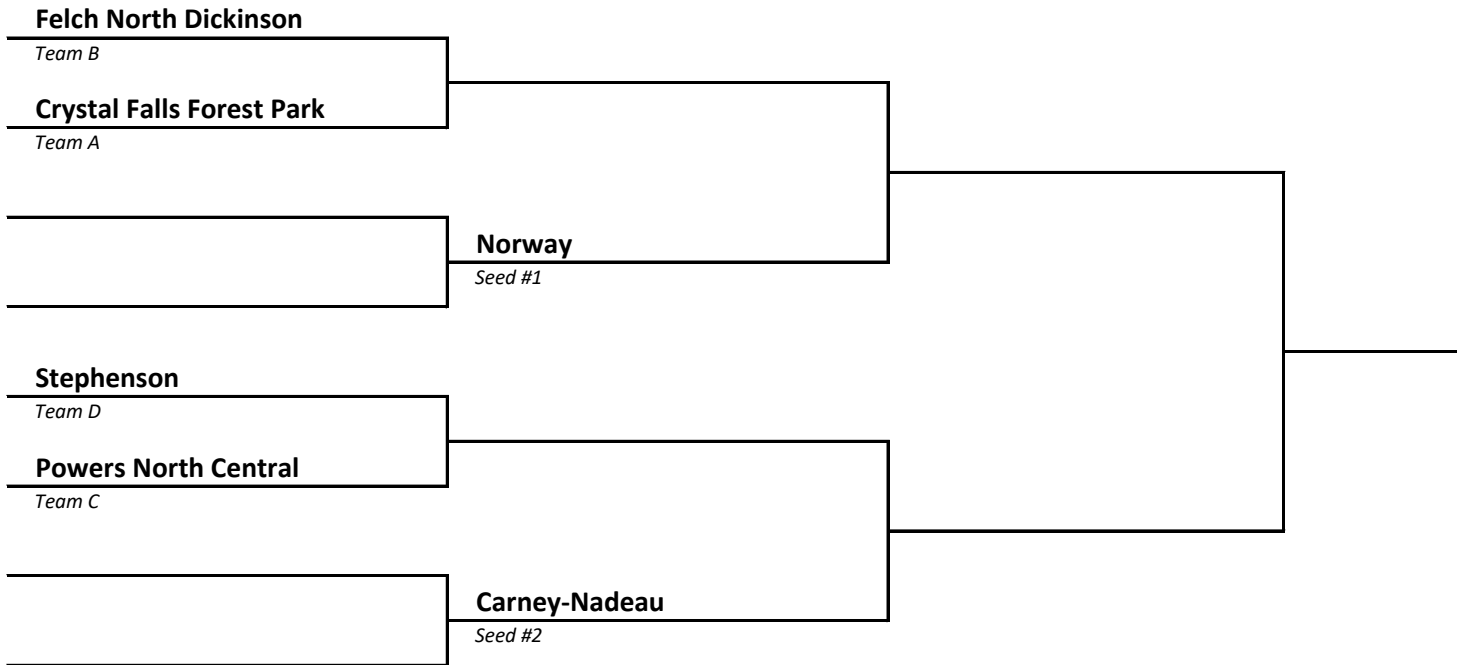 Felch North Dickinson
Team B
Crystal Falls Forest Park
Team A
Norway
Seed #1
Stephenson
Team D
Powers North Central
Team C
Carney-Nadeau
Seed #2